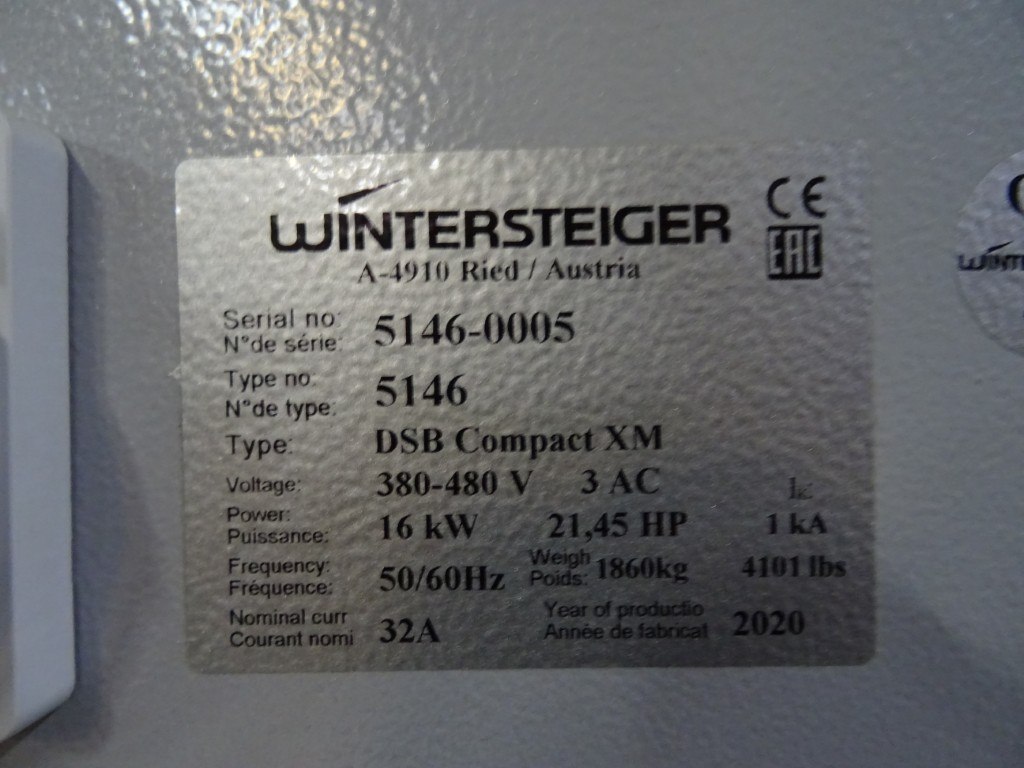 WINTERSTEIGER CE
A-4910 Ried / Austria EAC
Serial no: 5146-0005
N°de série:
Type no: 5146
N°de type:
Type: DSB Compact XM
Voltage: 380-480 V 3 AC
Power: 16 kW 21,45 HP 1 kA
Puissance:
Frequency: 50/60Hz Weigh 1860kg 4101 lbs
Fréquence: Poids:
Nominal curr 32A Year of productio 2020
Courant nomi Année de fabricat